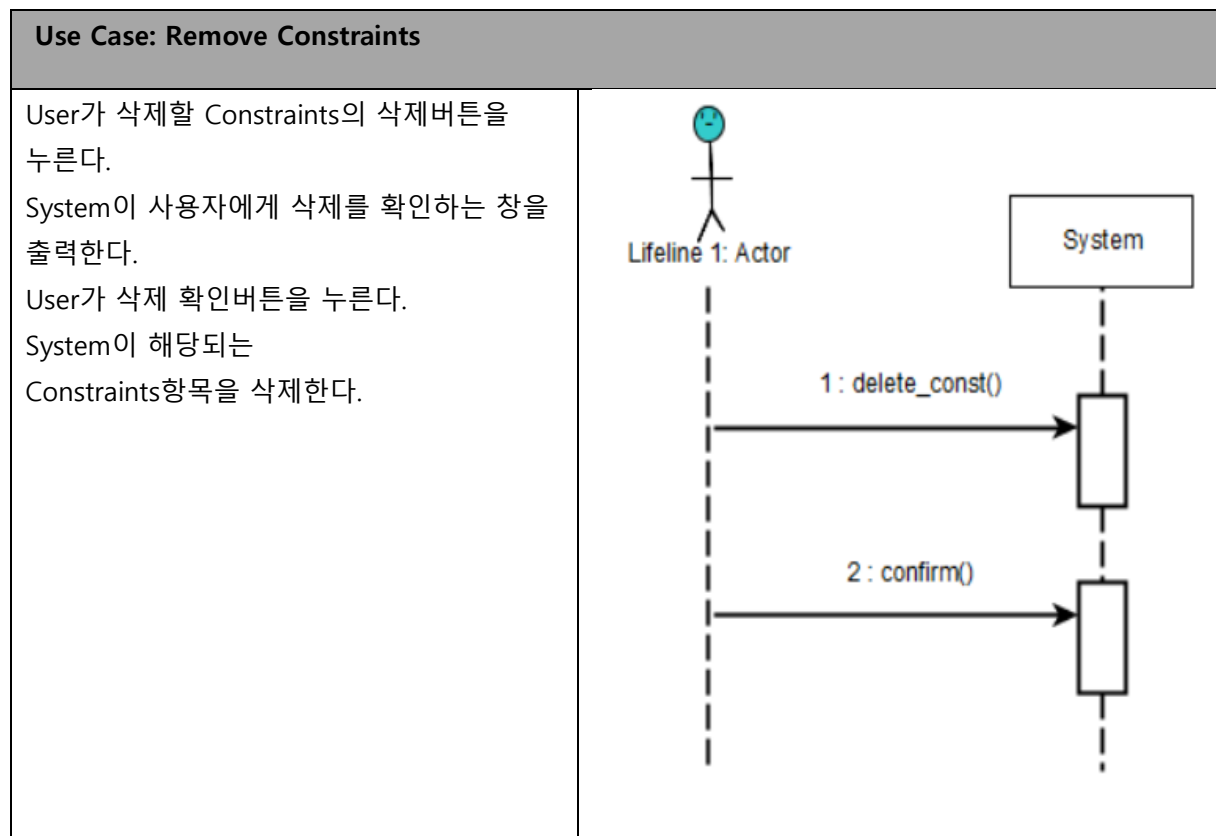 Use Case: Remove Constraints
User가 삭제할 Constraints의 삭제버튼을
누른다.
System이 사용자에게 삭제를 확인하는 창을
출력한다.
User가 삭제 확인버튼을 누른다.
System이 해당되는
Constraints항목을 삭제한다.
Lifeline 1: Actor
System
1 : delete_const()
2 : confirm()